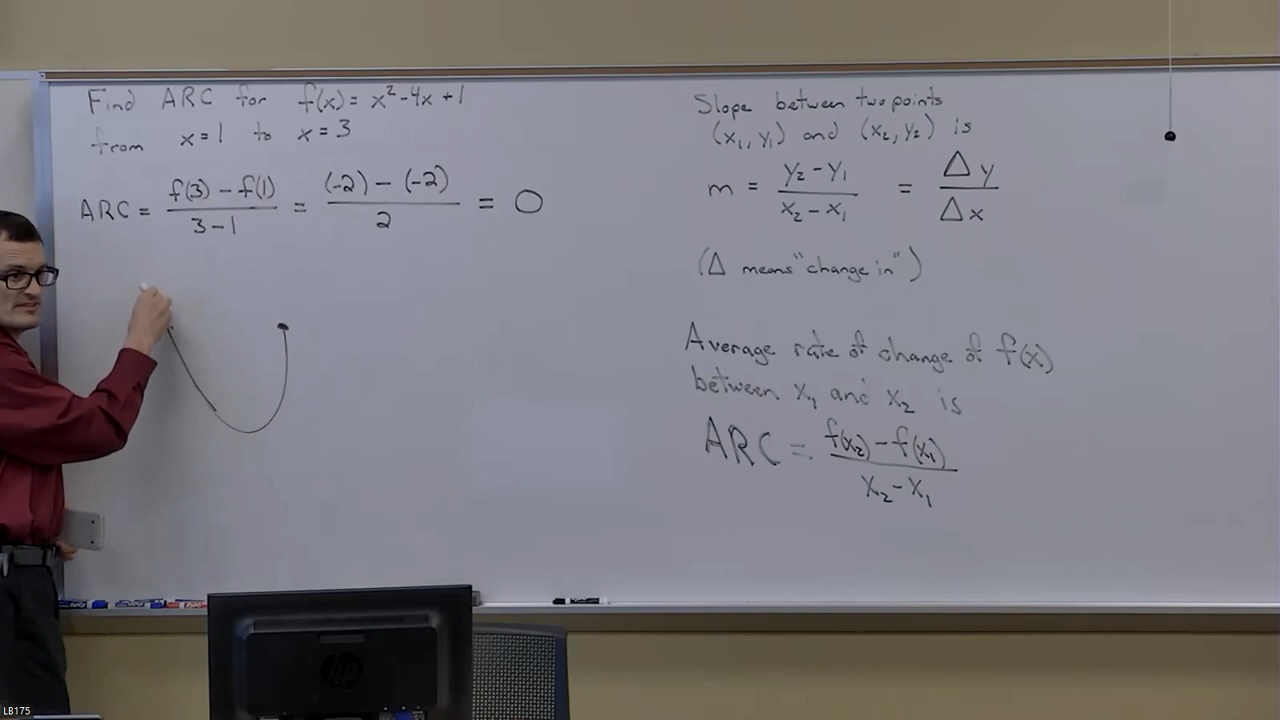 Find ARC for f(x) = x²-4x+1
from x=1 to x=3
ARC = f(3) - f(1) / 3-1 = (-2) - (-2) / 2 = 0
Slope between two points
(x₁, y₁) and (x₂, y₂) is
m = y₂-y₁ / x₂-x₁ = Δy / Δx
(Δ means "change in")
Average rate of change of f(x)
between x₁ and x₂ is
ARC = f(x₂)-f(x₁) / x₂-x₁
hp
LB175